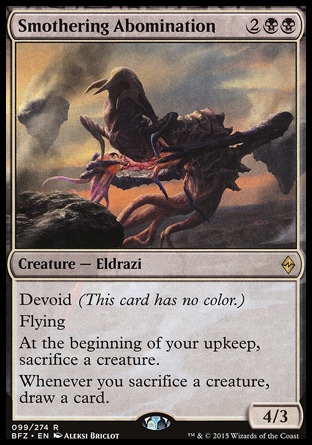 Smothering Abomination 2
Creature — Eldrazi
Devoid (This card has no color.)
Flying
At the beginning of your upkeep,
sacrifice a creature.
Whenever you sacrifice a creature,
draw a card.
4/3
099/274 R
BFZ • EN Aleksi Briclot
™ & © 2015 Wizards of the Coast